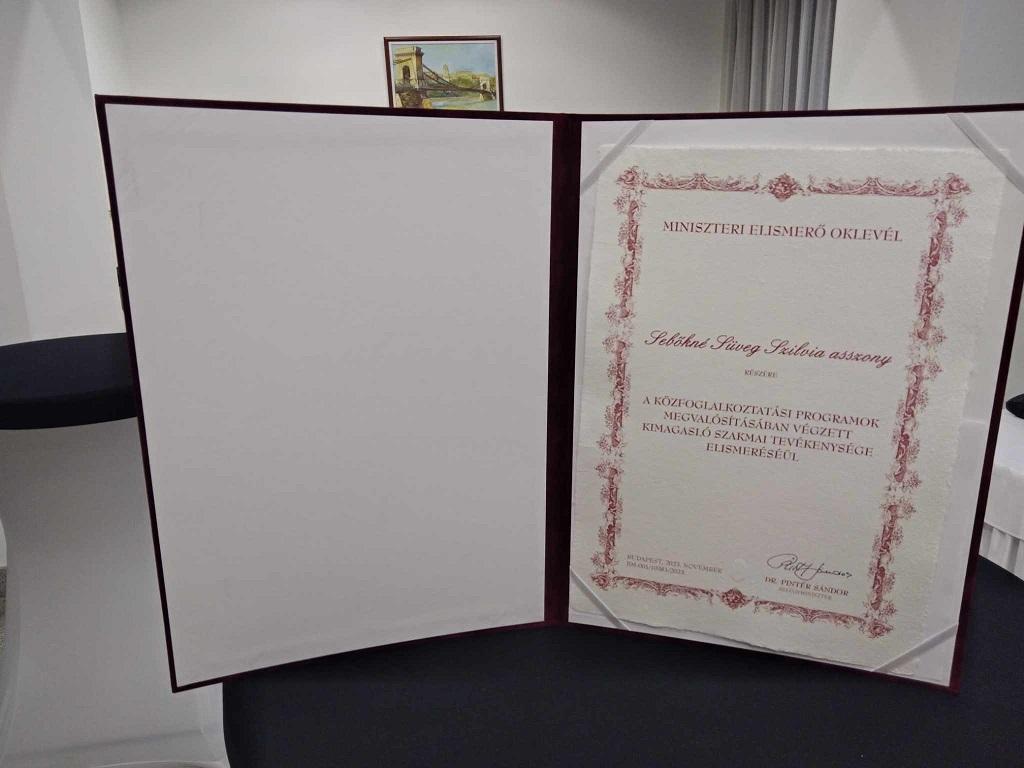 MINISZTERI ELISMERŐ OKLEVÉL
Sebőkné Süveg Szilvia asszony
RÉSZÉRE
A KÖZFOGLALKOZTATÁSI PROGRAMOK
MEGVALÓSÍTÁSÁBAN VÉGZETT
KIMAGASLÓ SZAKMAI TEVÉKENYSÉGE
ELISMERÉSÉÜL
BUDAPEST, 2023. NOVEMBER
DR. PINTÉR SÁNDOR
BELÜGYMINISZTER